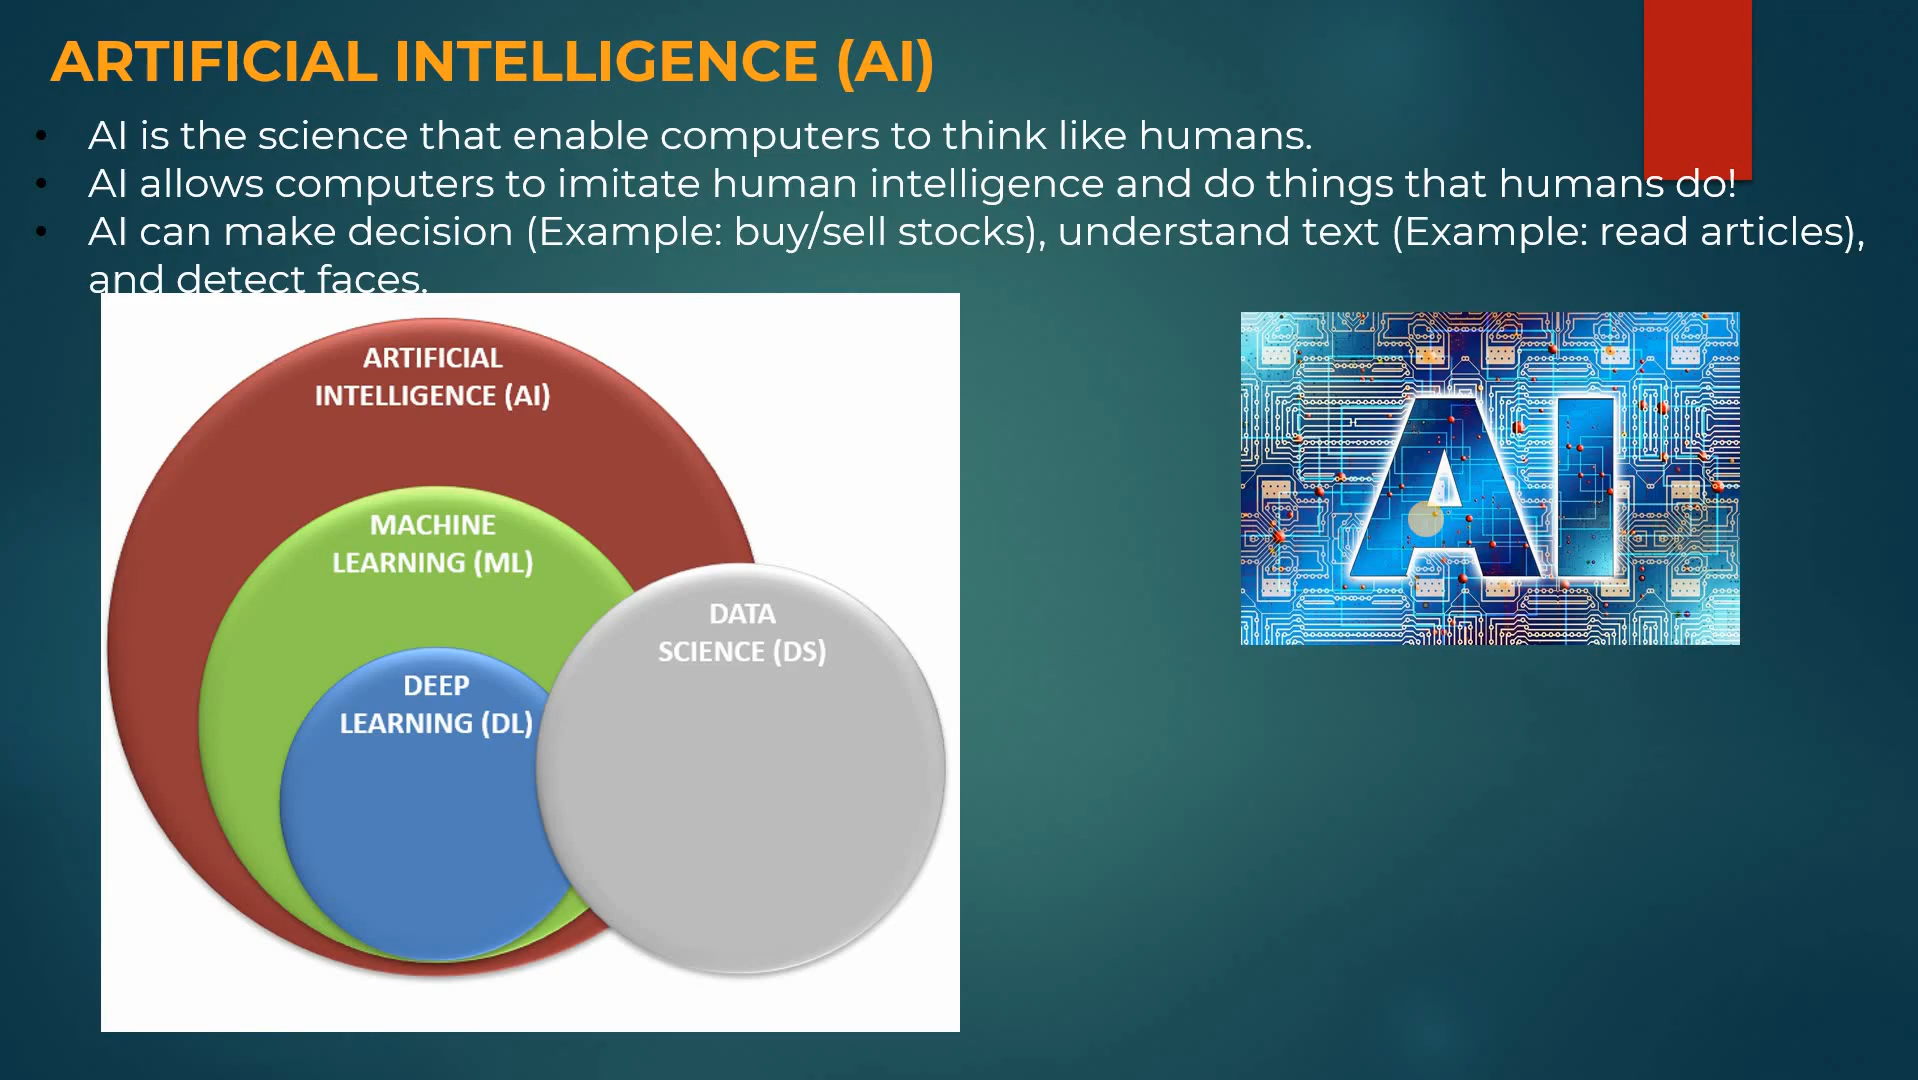 ARTIFICIAL INTELLIGENCE (AI)
• AI is the science that enable computers to think like humans.
• AI allows computers to imitate human intelligence and do things that humans do!
• AI can make decision (Example: buy/sell stocks), understand text (Example: read articles),
and detect faces.
ARTIFICIAL
INTELLIGENCE (AI)
MACHINE
LEARNING (ML)
DEEP
LEARNING (DL)
DATA
SCIENCE (DS)
AI